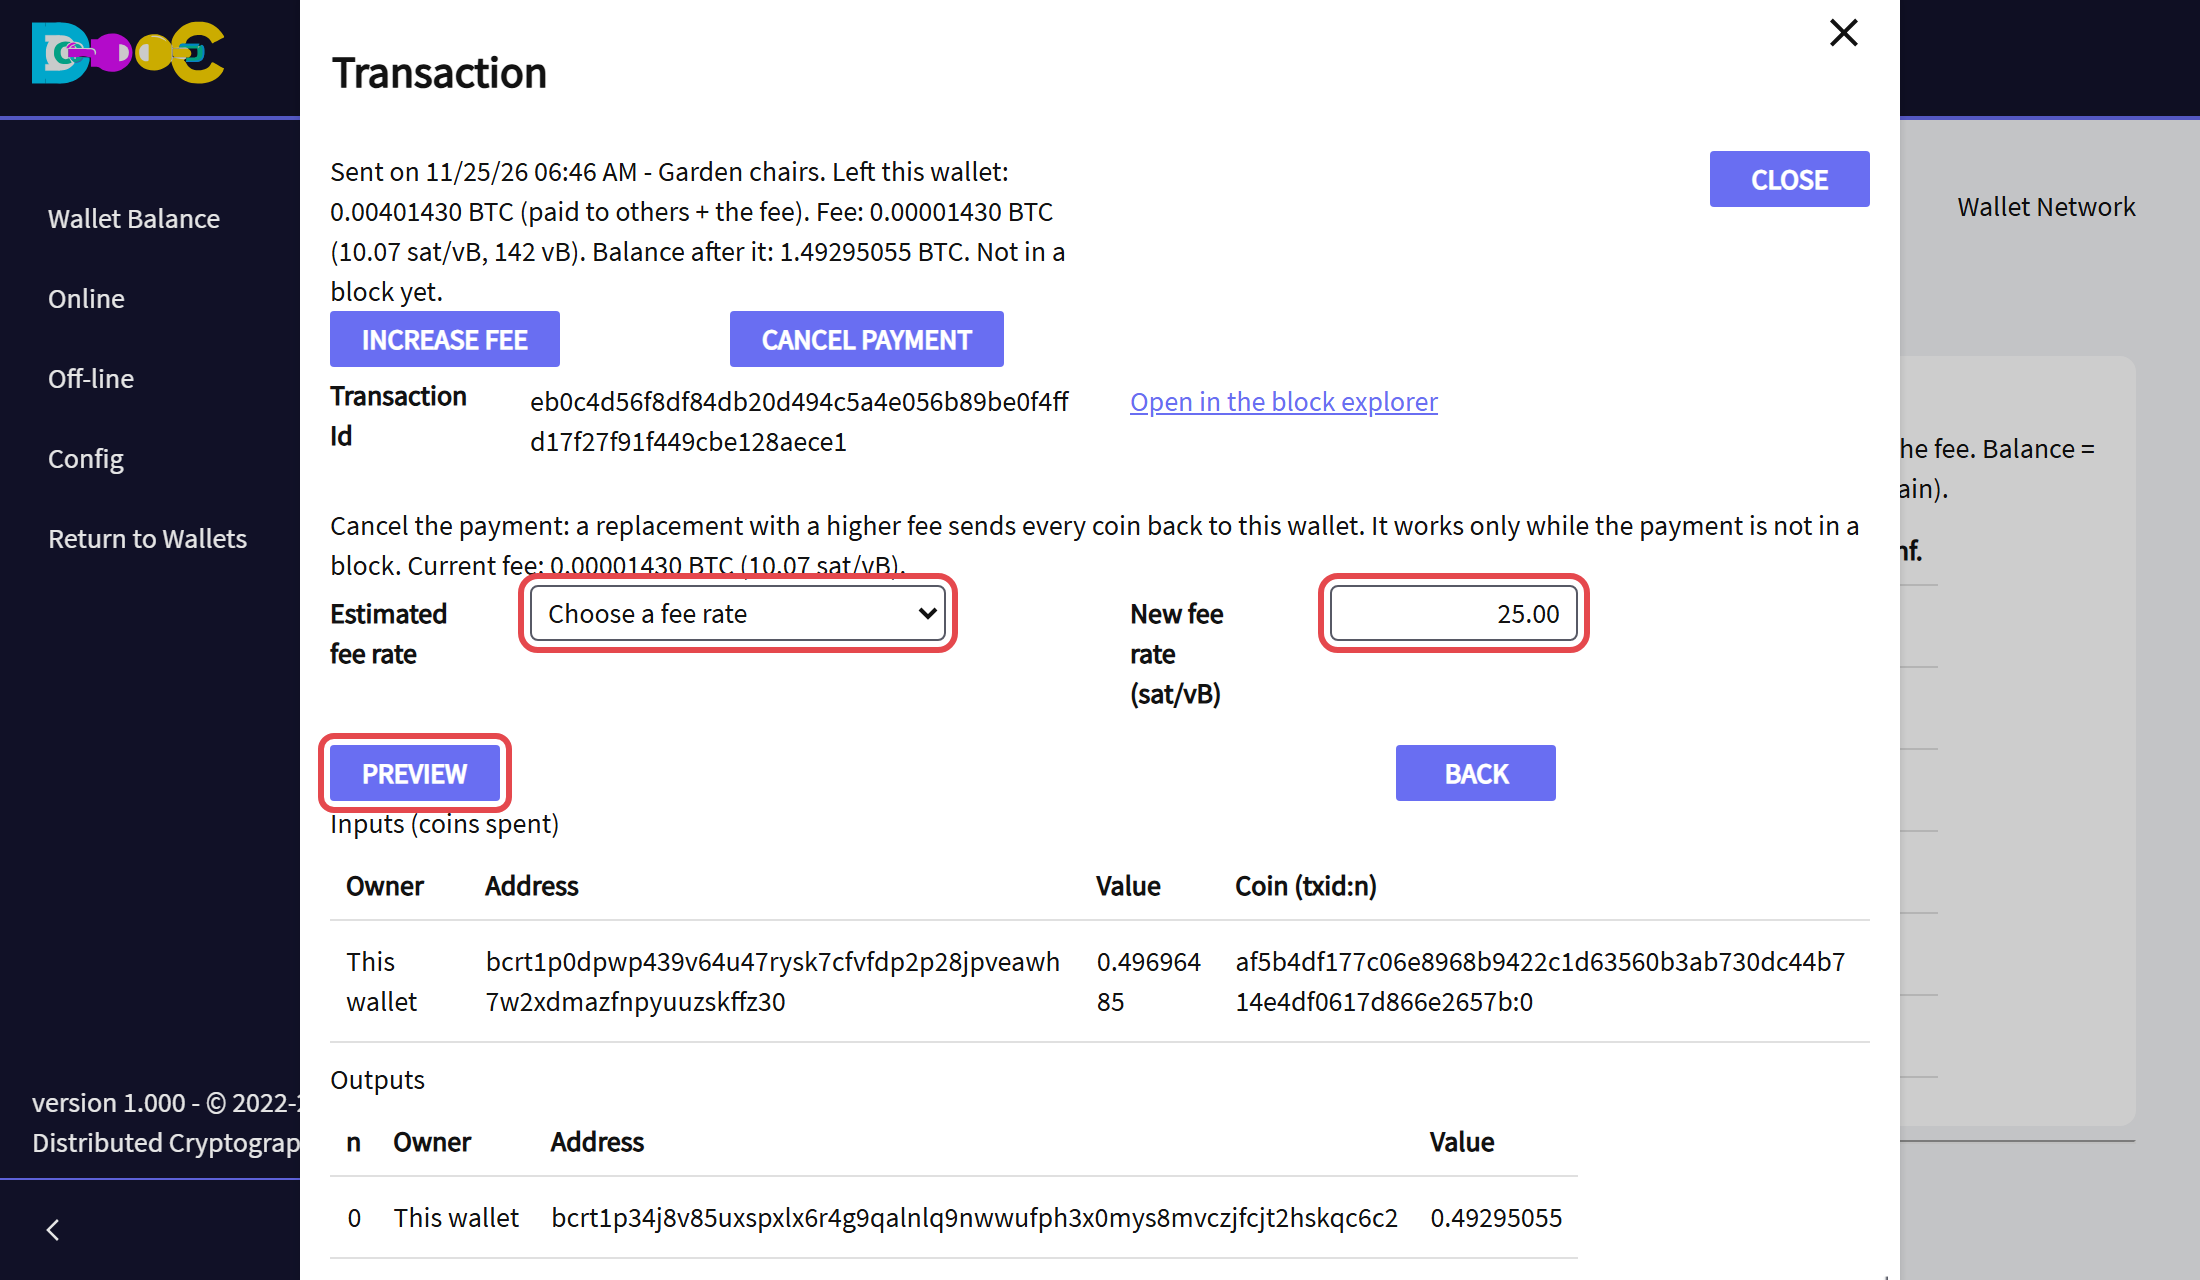 Transaction
Sent on 11/25/26 06:46 AM - Garden chairs. Left this wallet:
0.00401430 BTC (paid to others + the fee). Fee: 0.00001430 BTC
(10.07 sat/vB, 142 vB). Balance after it: 1.49295055 BTC. Not in a
block yet.
CLOSE
INCREASE FEE
CANCEL PAYMENT
Transaction
Id
eb0c4d56f8df84db20d494c5a4e056b89be0f4ff
d17f27f91f449cbe128aece1
Open in the block explorer
Cancel the payment: a replacement with a higher fee sends every coin back to this wallet. It works only while the payment is not in a
block. Current fee: 0.00001430 BTC (10.07 sat/vB).
Estimated
fee rate
Choose a fee rate
New fee
rate
(sat/vB)
25.00
PREVIEW
BACK
Inputs (coins spent)
Owner Address Value Coin (txid:n)
This
wallet
bcrt1p0dpwp439v64u47rysk7cfvfdp2p28jpveawh
7w2xdmazfnpyuuzskffz30
0.496964
85
af5b4df177c06e8968b9422c1d63560b3ab730dc44b7
14e4df0617d866e2657b:0
Outputs
n Owner Address Value
0 This wallet bcrt1p34j8v85uxspxlx6r4g9qalnlq9nwwufph3x0mys8mvczjfcjt2hskqc6c2 0.49295055
Wallet Balance
Online
Off-line
Config
Return to Wallets
version 1.000 - © 2022-
Distributed Cryptograp
Wallet Network
he fee. Balance =
ain).
nf.